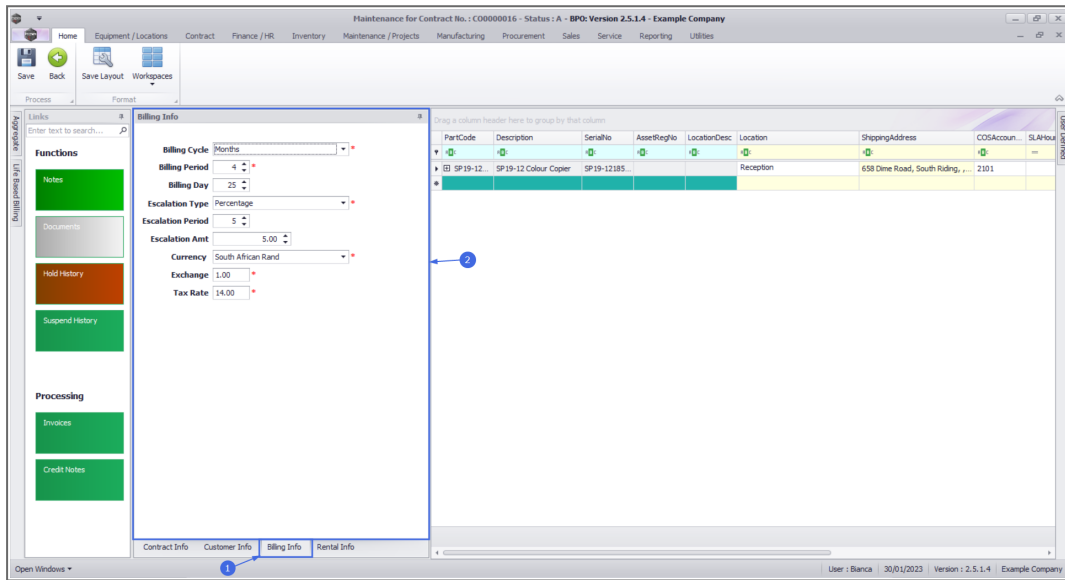 Maintenance for Contract No. : CO0000016 - Status : A - BPO: Version 2.5.1.4 - Example Company
Home Equipment / Locations Contract Finance / HR Inventory Maintenance / Projects Manufacturing Procurement Sales Service Reporting Utilities
Save Back Save Layout Workspaces
Process Format
Links
Enter text to search...
Functions
Notes
Documents
Hold History
Suspend History
Processing
Invoices
Credit Notes
Aggregate
Life Based Billing
Billing Info
Billing Cycle Months *
Billing Period 4 *
Billing Day 25
Escalation Type Percentage *
Escalation Period 5
Escalation Amt 5.00
Currency South African Rand *
Exchange 1.00 *
Tax Rate 14.00 *
Contract Info Customer Info Billing Info Rental Info
1
2
Drag a column header here to group by that column
PartCode Description SerialNo AssetRegNo LocationDesc Location ShippingAddress COSAccoun... SLAHour
SP19-12... SP19-12 Colour Copier SP19-12185... Reception 658 Dime Road, South Riding, ,... 2101
User Defined
Open Windows
User : Bianca 30/01/2023 Version : 2.5.1.4 Example Company